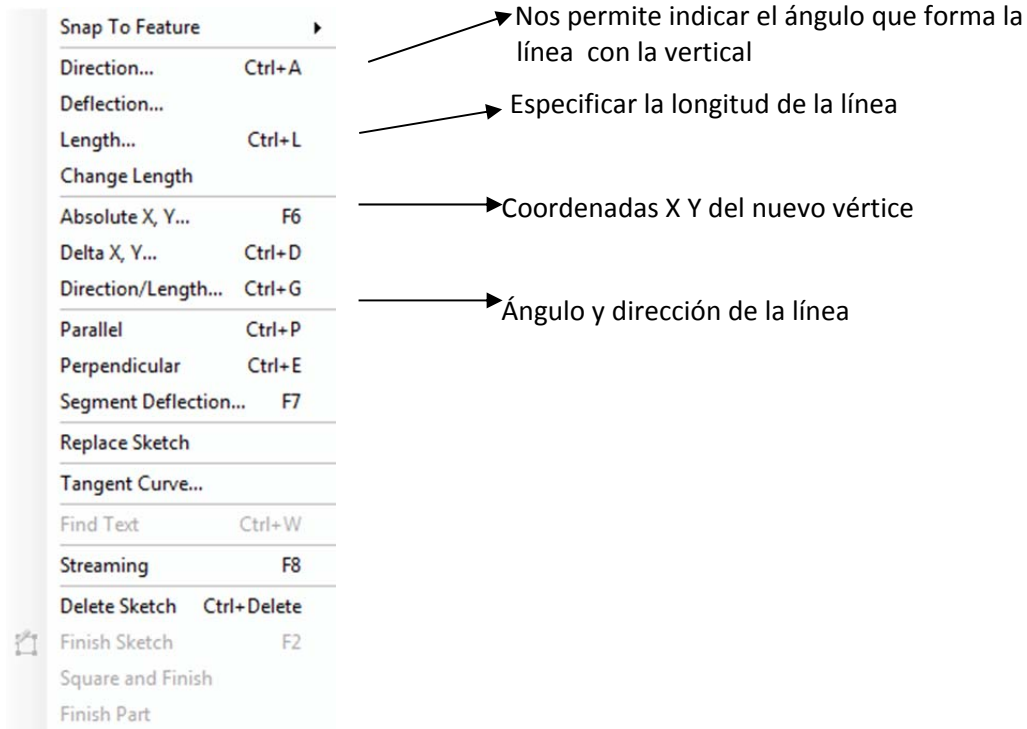 Snap To Feature
Direction... Ctrl+A
Deflection...
Length... Ctrl+L
Change Length
Absolute X, Y... F6
Delta X, Y... Ctrl+D
Direction/Length... Ctrl+G
Parallel Ctrl+P
Perpendicular Ctrl+E
Segment Deflection... F7
Replace Sketch
Tangent Curve...
Find Text Ctrl+W
Streaming F8
Delete Sketch Ctrl+Delete
Finish Sketch F2
Square and Finish
Finish Part
Nos permite indicar el ángulo que forma la
línea con la vertical
Especificar la longitud de la línea
Coordenadas X Y del nuevo vértice
Ángulo y dirección de la línea